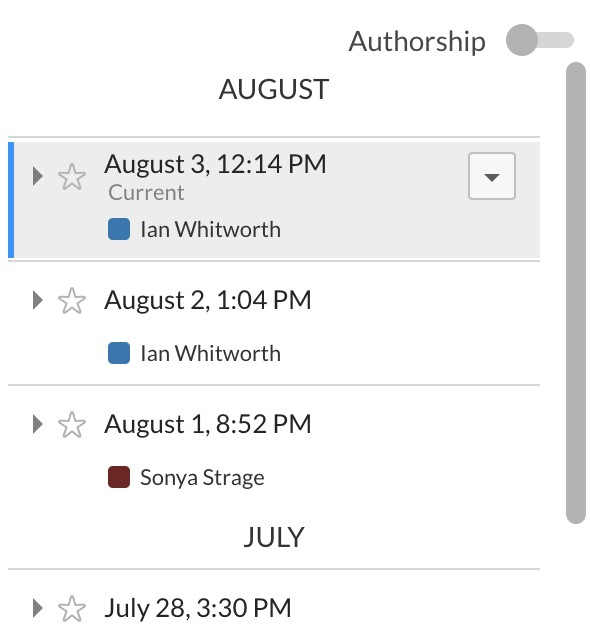 Authorship
AUGUST
August 3, 12:14 PM
Current
Ian Whitworth
August 2, 1:04 PM
Ian Whitworth
August 1, 8:52 PM
Sonya Strage
JULY
July 28, 3:30 PM